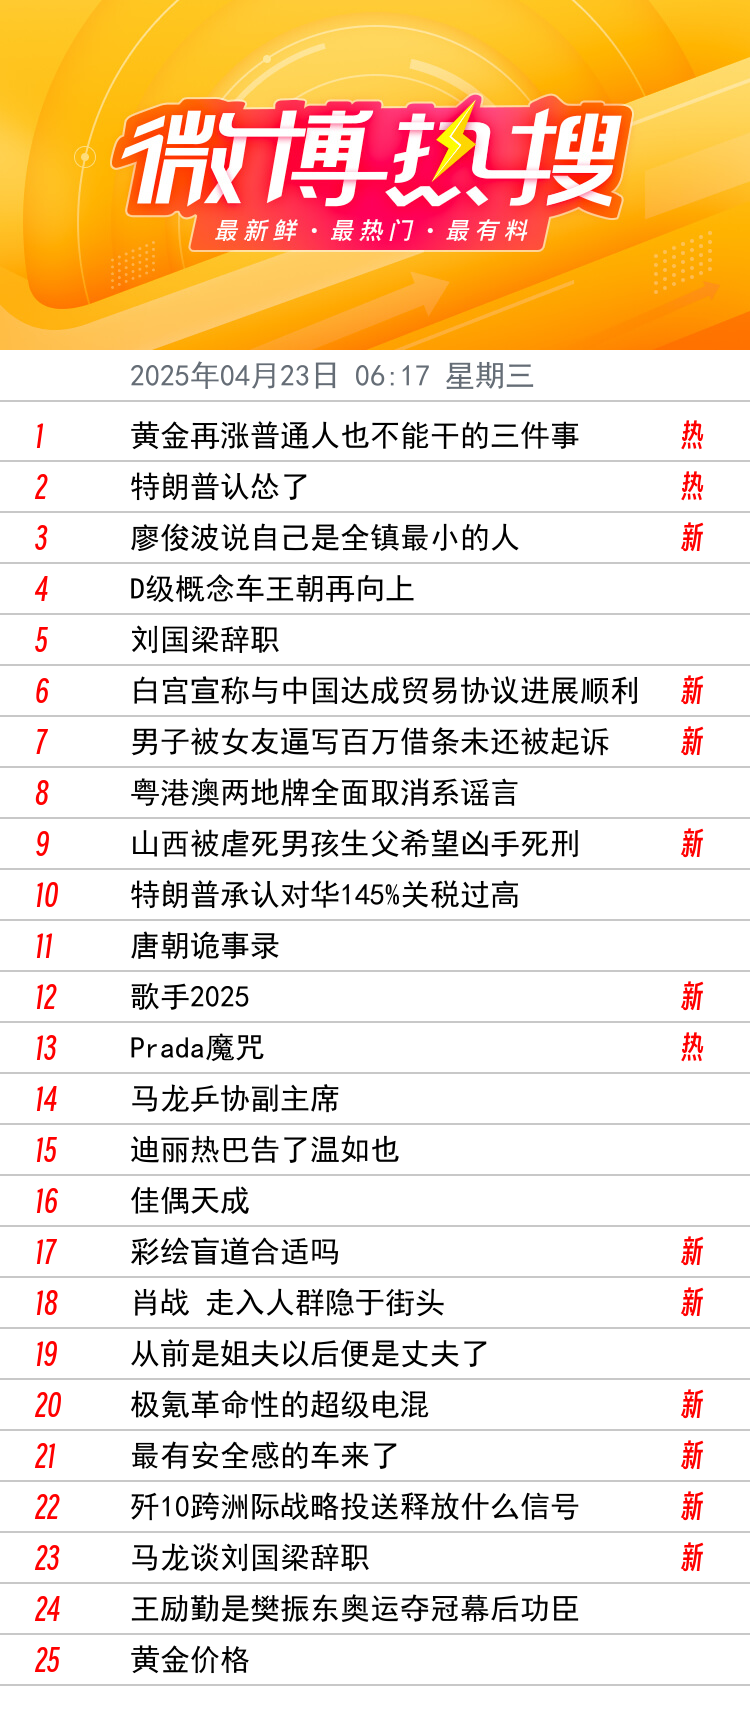 微博热搜
最新鲜·最热门·最有料
2025年04月23日 06:17 星期三
1 黄金再涨普通人也不能干的三件事 热
2 特朗普认怂了 热
3 廖俊波说自己是全镇最小的人 新
4 D级概念车王朝再向上
5 刘国梁辞职
6 白宫宣称与中国达成贸易协议进展顺利 新
7 男子被女友逼写百万借条未还被起诉 新
8 粤港澳两地牌全面取消系谣言
9 山西被虐死男孩生父希望凶手死刑 新
10 特朗普承认对华145%关税过高
11 唐朝诡事录
12 歌手2025 新
13 Prada魔咒 热
14 马龙乒协副主席
15 迪丽热巴告了温如也
16 佳偶天成
17 彩绘盲道合适吗 新
18 肖战 走入人群隐于街头 新
19 从前是姐夫以后便是丈夫了
20 极氪革命性的超级电混 新
21 最有安全感的车来了 新
22 歼10跨洲际战略投送释放什么信号 新
23 马龙谈刘国梁辞职 新
24 王励勤是樊振东奥运夺冠幕后功臣
25 黄金价格